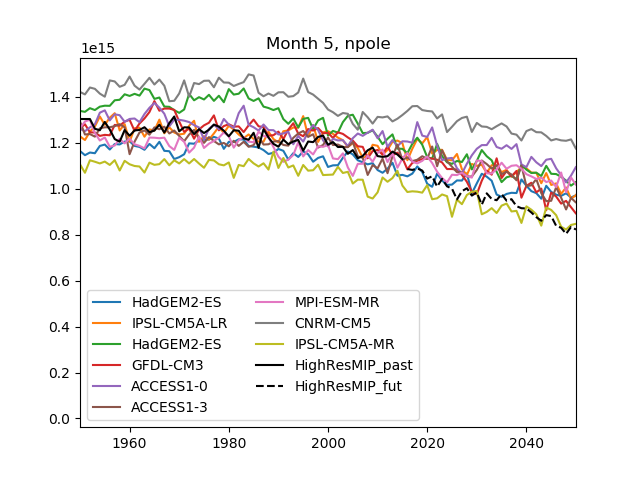 Month 5, npole
1e15
1.4
1.2
1.0
0.8
0.6
0.4
0.2
0.0
HadGEM2-ES
IPSL-CM5A-LR
HadGEM2-ES
GFDL-CM3
ACCESS1-0
ACCESS1-3
MPI-ESM-MR
CNRM-CM5
IPSL-CM5A-MR
HighResMIP_past
HighResMIP_fut
1960
1980
2000
2020
2040